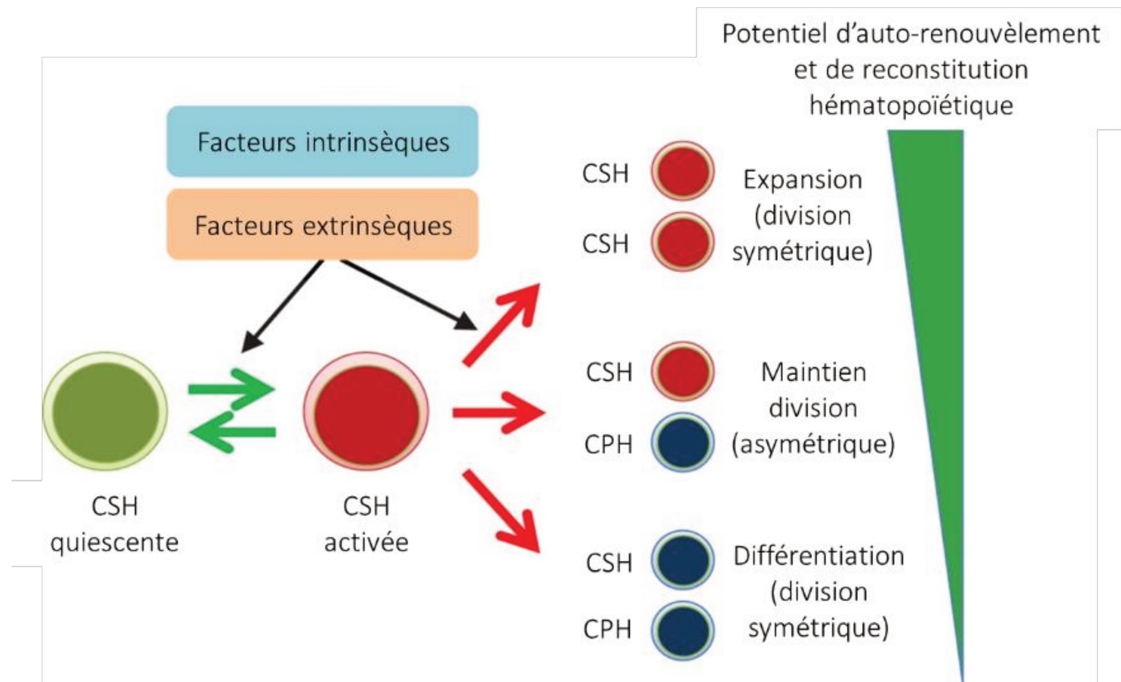 Potentiel d'auto-renouvèlement
et de reconstitution
hématopoïétique
Facteurs intrinsèques
Facteurs extrinsèques
CSH
quiescente
CSH
activée
CSH
CSH
Expansion
(division
symétrique)
CSH
CPH
Maintien
division
(asymétrique)
CSH
CPH
Différentiation
(division
symétrique)